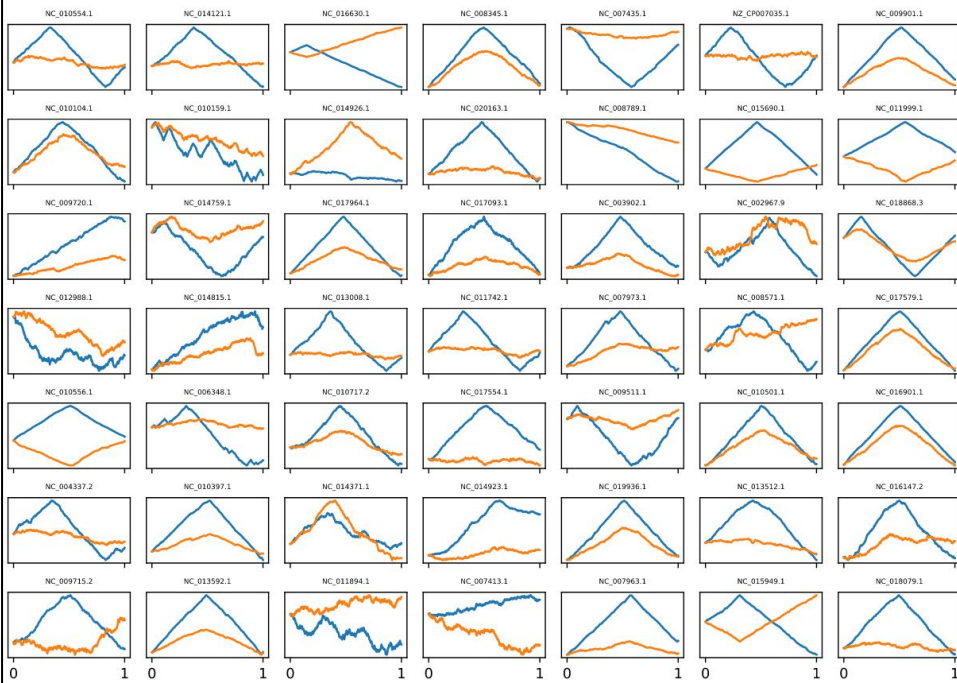 NC_010554.1 NC_014121.1 NC_016630.1 NC_008345.1 NC_007435.1 NZ_CP007035.1 NC_009901.1
NC_010104.1 NC_010159.1 NC_014926.1 NC_020163.1 NC_008789.1 NC_015690.1 NC_011999.1
NC_009720.1 NC_014759.1 NC_017964.1 NC_017093.1 NC_003902.1 NC_002967.9 NC_018868.3
NC_012988.1 NC_014815.1 NC_013008.1 NC_011742.1 NC_007973.1 NC_008571.1 NC_017579.1
NC_010556.1 NC_006348.1 NC_010717.2 NC_017554.1 NC_009511.1 NC_010501.1 NC_016901.1
NC_004337.2 NC_010397.1 NC_014371.1 NC_014923.1 NC_019936.1 NC_013512.1 NC_016147.2
NC_009715.2 NC_013592.1 NC_011894.1 NC_007413.1 NC_007963.1 NC_015949.1 NC_018079.1
0 1 0 1 0 1 0 1 0 1 0 1 0 1